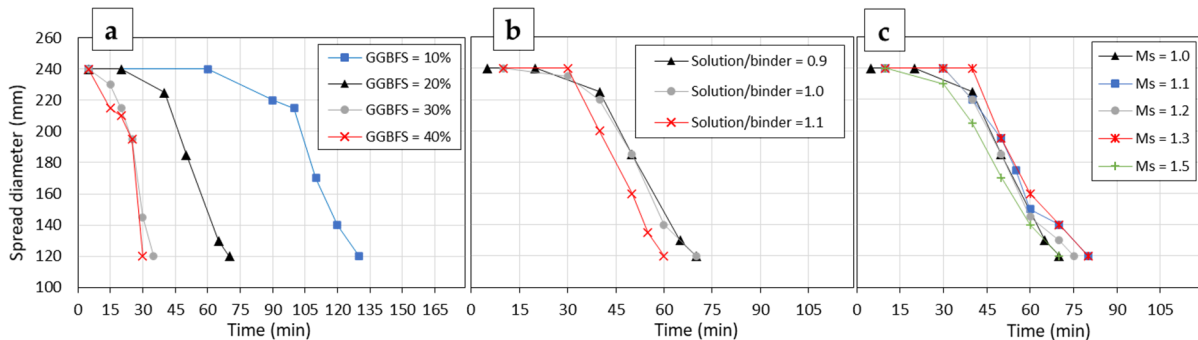 a
260
240
220
200
180
160
140
120
100
Spread diameter (mm)
0 15 30 45 60 75 90 105 120 135 150 165
Time (min)
GGBFS = 10%
GGBFS = 20%
GGBFS = 30%
GGBFS = 40%
b
0 15 30 45 60 75 90 105
Time (min)
Solution/binder = 0.9
Solution/binder = 1.0
Solution/binder =1.1
c
0 15 30 45 60 75 90 105
Time (min)
Ms = 1.0
Ms = 1.1
Ms = 1.2
Ms = 1.3
Ms = 1.5